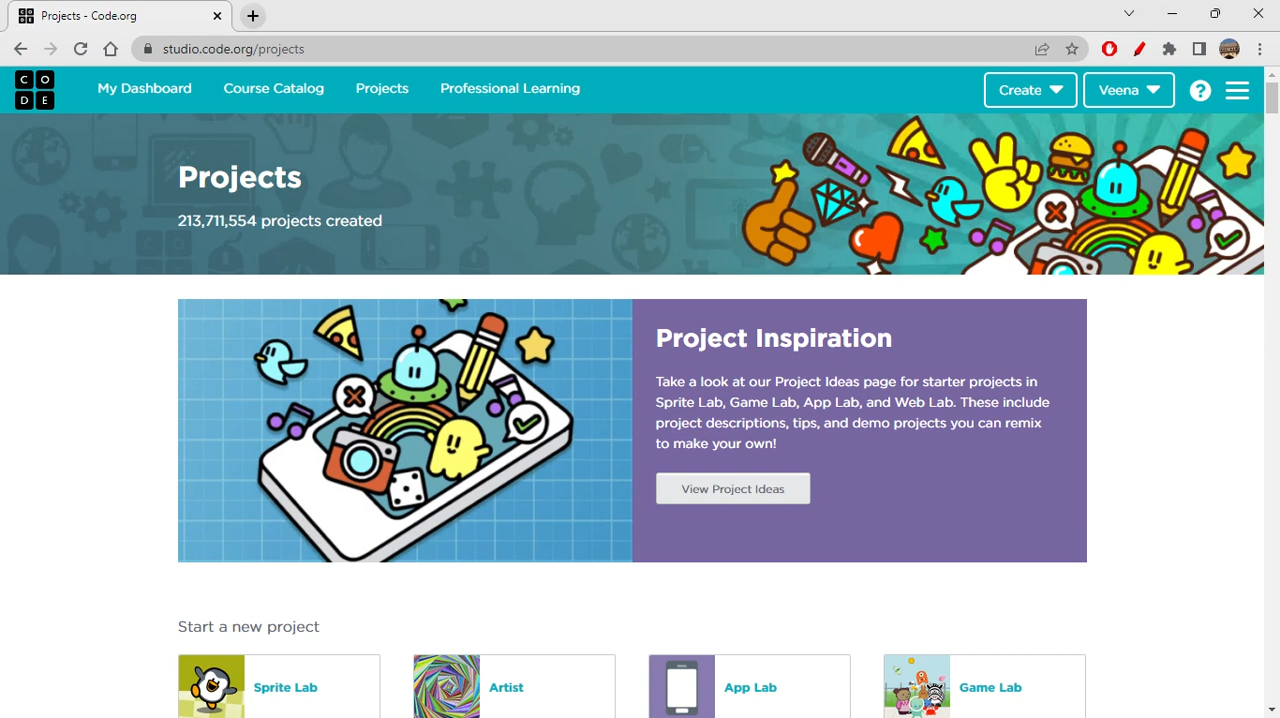 Projects - Code.org
studio.code.org/projects
CODE
My Dashboard Course Catalog Projects Professional Learning Create Veena ?
Projects
213,711,554 projects created
Project Inspiration
Take a look at our Project Ideas page for starter projects in
Sprite Lab, Game Lab, App Lab, and Web Lab. These include
project descriptions, tips, and demo projects you can remix
to make your own!
View Project Ideas
Start a new project
Sprite Lab Artist App Lab Game Lab